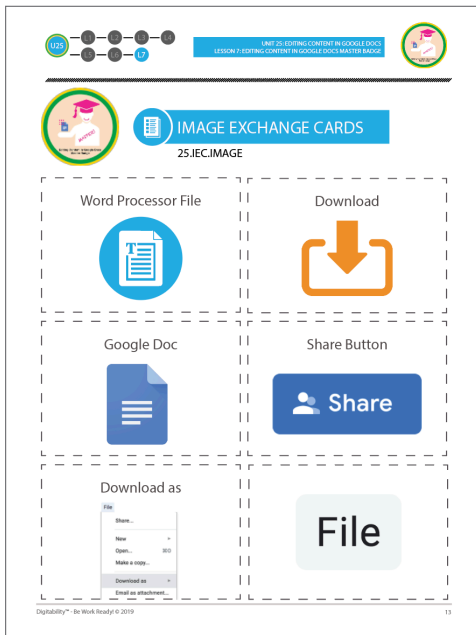 U25
L1
L2
L3
L4
L5
L6
L7
UNIT 25: EDITING CONTENT IN GOOGLE DOCS
LESSON 7: EDITING CONTENT IN GOOGLE DOCS MASTER BADGE
IMAGE EXCHANGE CARDS
25.IEC.IMAGE
Word Processor File
T
Download
Google Doc
Share Button
Share
Download as
File
Share...
New
Open... ⌘O
Make a copy...
Download as
Email as attachment...
File
Digitability™ - Be Work Ready! © 2019
13